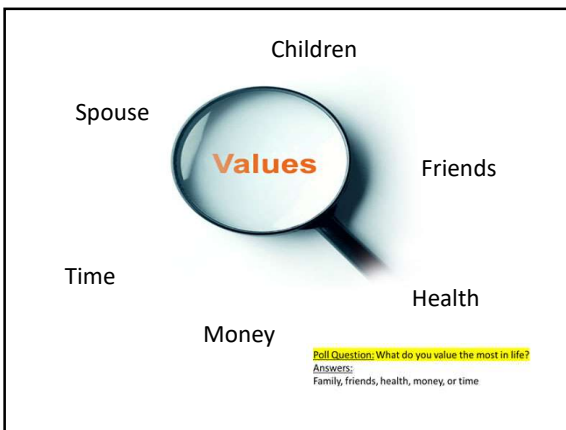 Children
Spouse
Values
Friends
Time
Health
Money
Poll Question: What do you value the most in life?
Answers:
Family, friends, health, money, or time